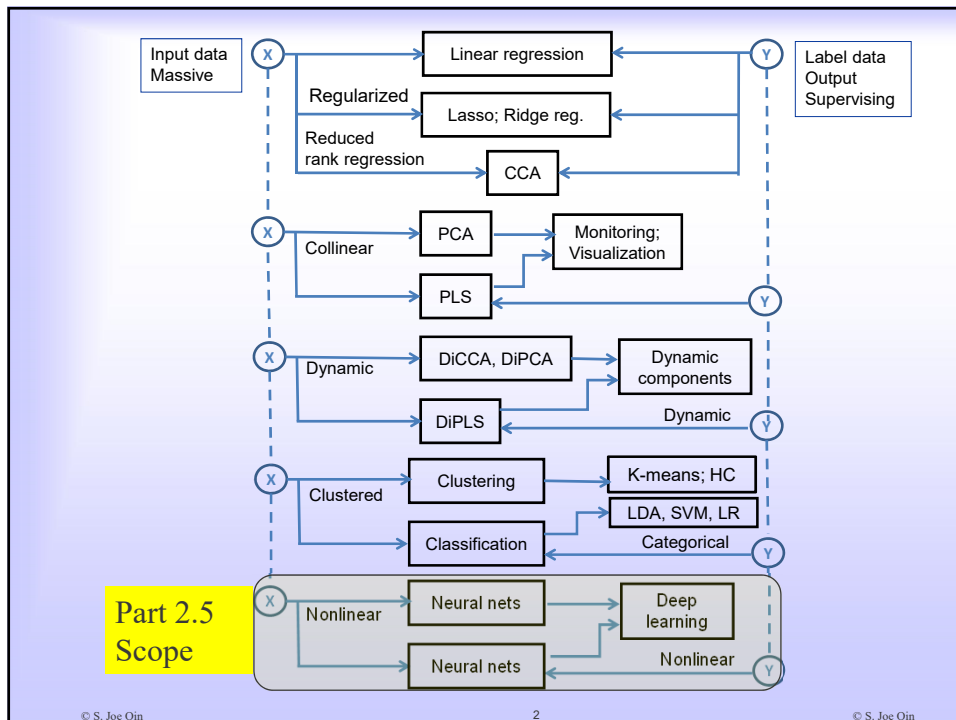 Input data
Massive
X
Linear regression
Y
Label data
Output
Supervising
Regularized
Lasso; Ridge reg.
Reduced
rank regression
CCA
X
Collinear
PCA
Monitoring;
Visualization
PLS
Y
X
Dynamic
DiCCA, DiPCA
Dynamic
components
DiPLS
Dynamic
Y
X
Clustered
Clustering
K-means; HC
LDA, SVM, LR
Classification
Categorical
Y
Part 2.5
Scope
X
Nonlinear
Neural nets
Deep
learning
Neural nets
Nonlinear
Y
© S. Joe Qin
2
© S. Joe Qin